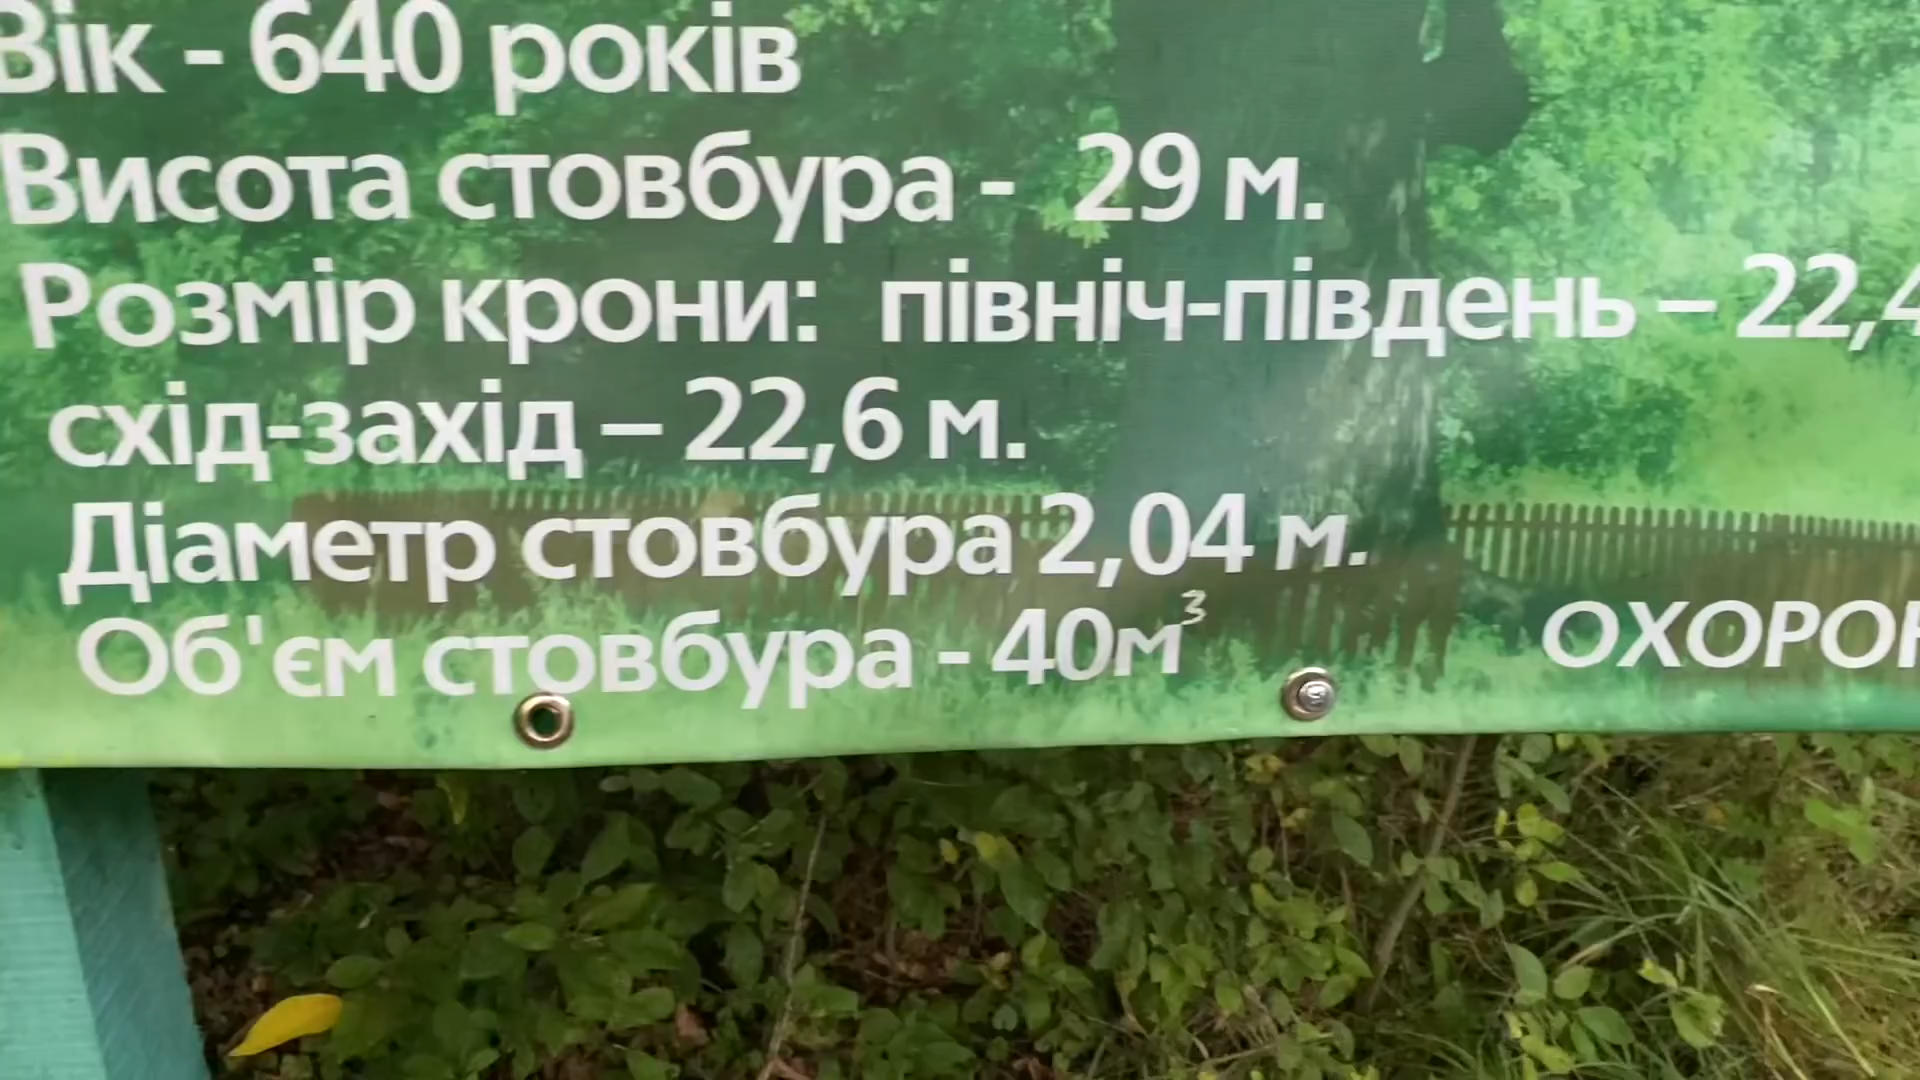 Вік - 640 років
Висота стовбура - 29 м.
Розмір крони: північ-південь – 22,4
схід-захід – 22,6 м.
Діаметр стовбура 2,04 м.
Об'єм стовбура - 40м³
ОХОРОН